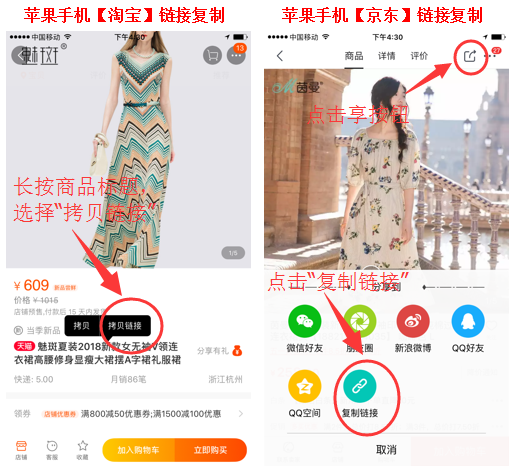 苹果手机【淘宝】链接复制
中国移动
下午4:30
13
长按商品标题，
选择“拷贝链接”
1/5
¥609 新品尝鲜
价格 ¥1015
店铺预售,付款后 15 天内发
拷贝
拷贝链接
新 当季新品
天猫 魅斑夏装2018新款女无袖V领连
衣裙高腰修身显瘦大裙摆A字裙礼服裙
分享有礼
快递: 5.00
月销86笔
浙江杭州
领券
店铺优惠券
满800减50优惠券;满1500减100优惠
店铺
客服
收藏
加入购物车
立即购买
苹果手机【京东】链接复制
中国移动
下午4:30
商品
详情
评价
27
茵曼
点击享按钮
点击“复制链接”
分享到
微信好友
朋友圈
新浪微博
QQ好友
QQ空间
复制链接
取消